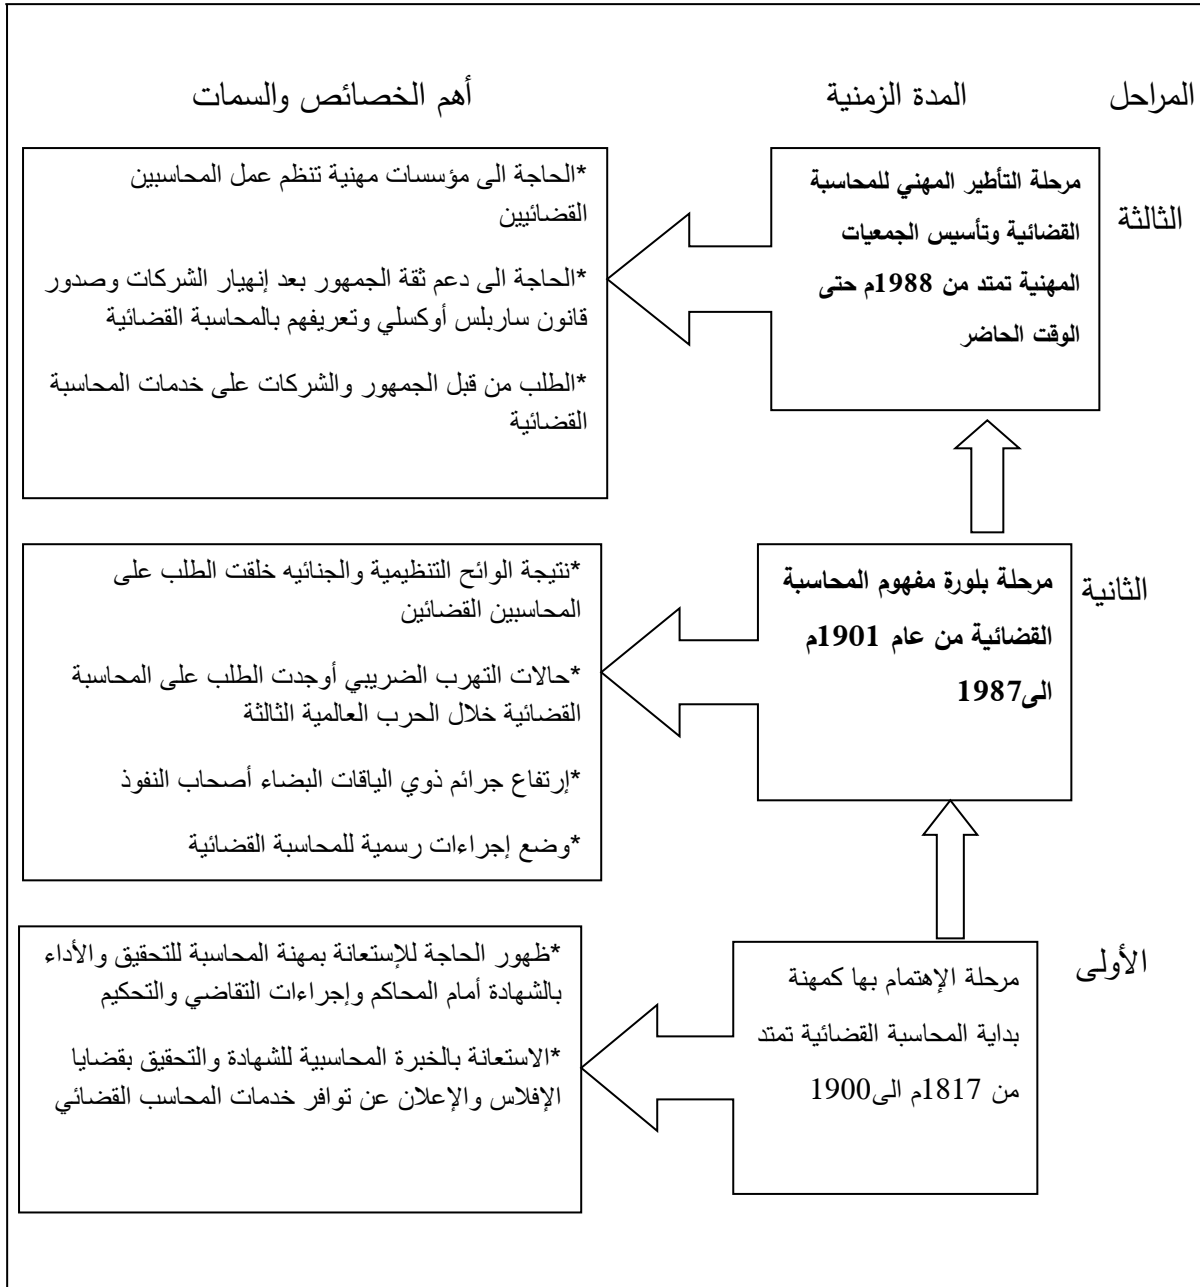 المراحل
المدة الزمنية
أهم الخصائص والسمات
الثالثة
مرحلة التأطير المهني للمحاسبة
القضائية وتأسيس الجمعيات
المهنية تمتد من 1988م حتى
الوقت الحاضر
*الحاجة الى مؤسسات مهنية تنظم عمل المحاسبين
القضائيين
*الحاجة الى دعم ثقة الجمهور بعد إنهيار الشركات وصدور
قانون ساربلس أوكسلي وتعريفهم بالمحاسبة القضائية
*الطلب من قبل الجمهور والشركات على خدمات المحاسبة
القضائية
الثانية
مرحلة بلورة مفهوم المحاسبة
القضائية من عام 1901م
الى1987
*نتيجة الوائح التنظيمية والجنائيه خلقت الطلب على
المحاسبين القضائين
*حالات التهرب الضريبي أوجدت الطلب على المحاسبة
القضائية خلال الحرب العالمية الثالثة
*إرتفاع جرائم ذوي الياقات البضاء أصحاب النفوذ
*وضع إجراءات رسمية للمحاسبة القضائية
الأولى
مرحلة الإهتمام بها كمهنة
بداية المحاسبة القضائية تمتد
من 1817م الى1900
*ظهور الحاجة للإستعانة بمهنة المحاسبة للتحقيق والأداء
بالشهادة أمام المحاكم وإجراءات التقاضي والتحكيم
*الاستعانة بالخبرة المحاسبية للشهادة والتحقيق بقضايا
الإفلاس والإعلان عن توافر خدمات المحاسب القضائي